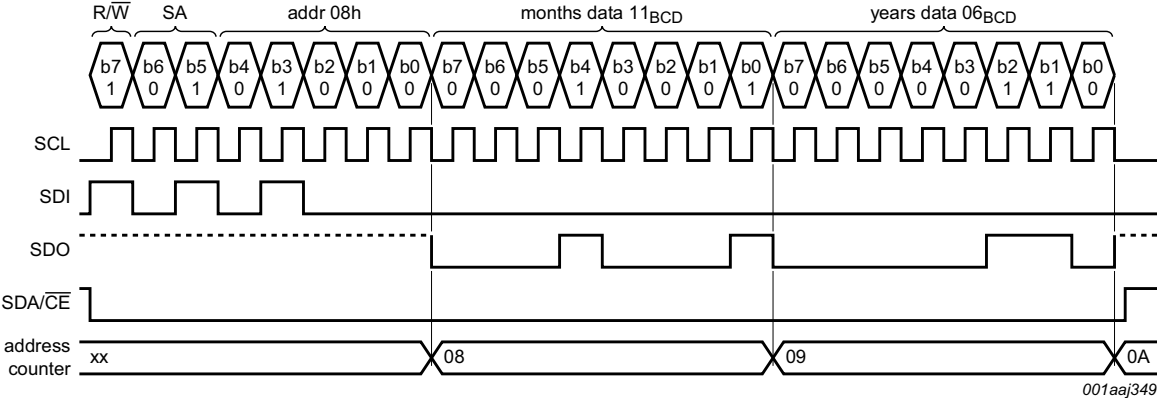 R/W SA addr 08h months data 11BCD years data 06BCD
b7 b6 b5 b4 b3 b2 b1 b0 b7 b6 b5 b4 b3 b2 b1 b0 b7 b6 b5 b4 b3 b2 b1 b0
1 0 1 0 1 0 0 0 0 0 0 1 0 0 0 1 0 0 0 0 0 1 1 0
SCL
SDI
SDO
SDA/CE
address
counter
xx 08 09 0A
001aaj349